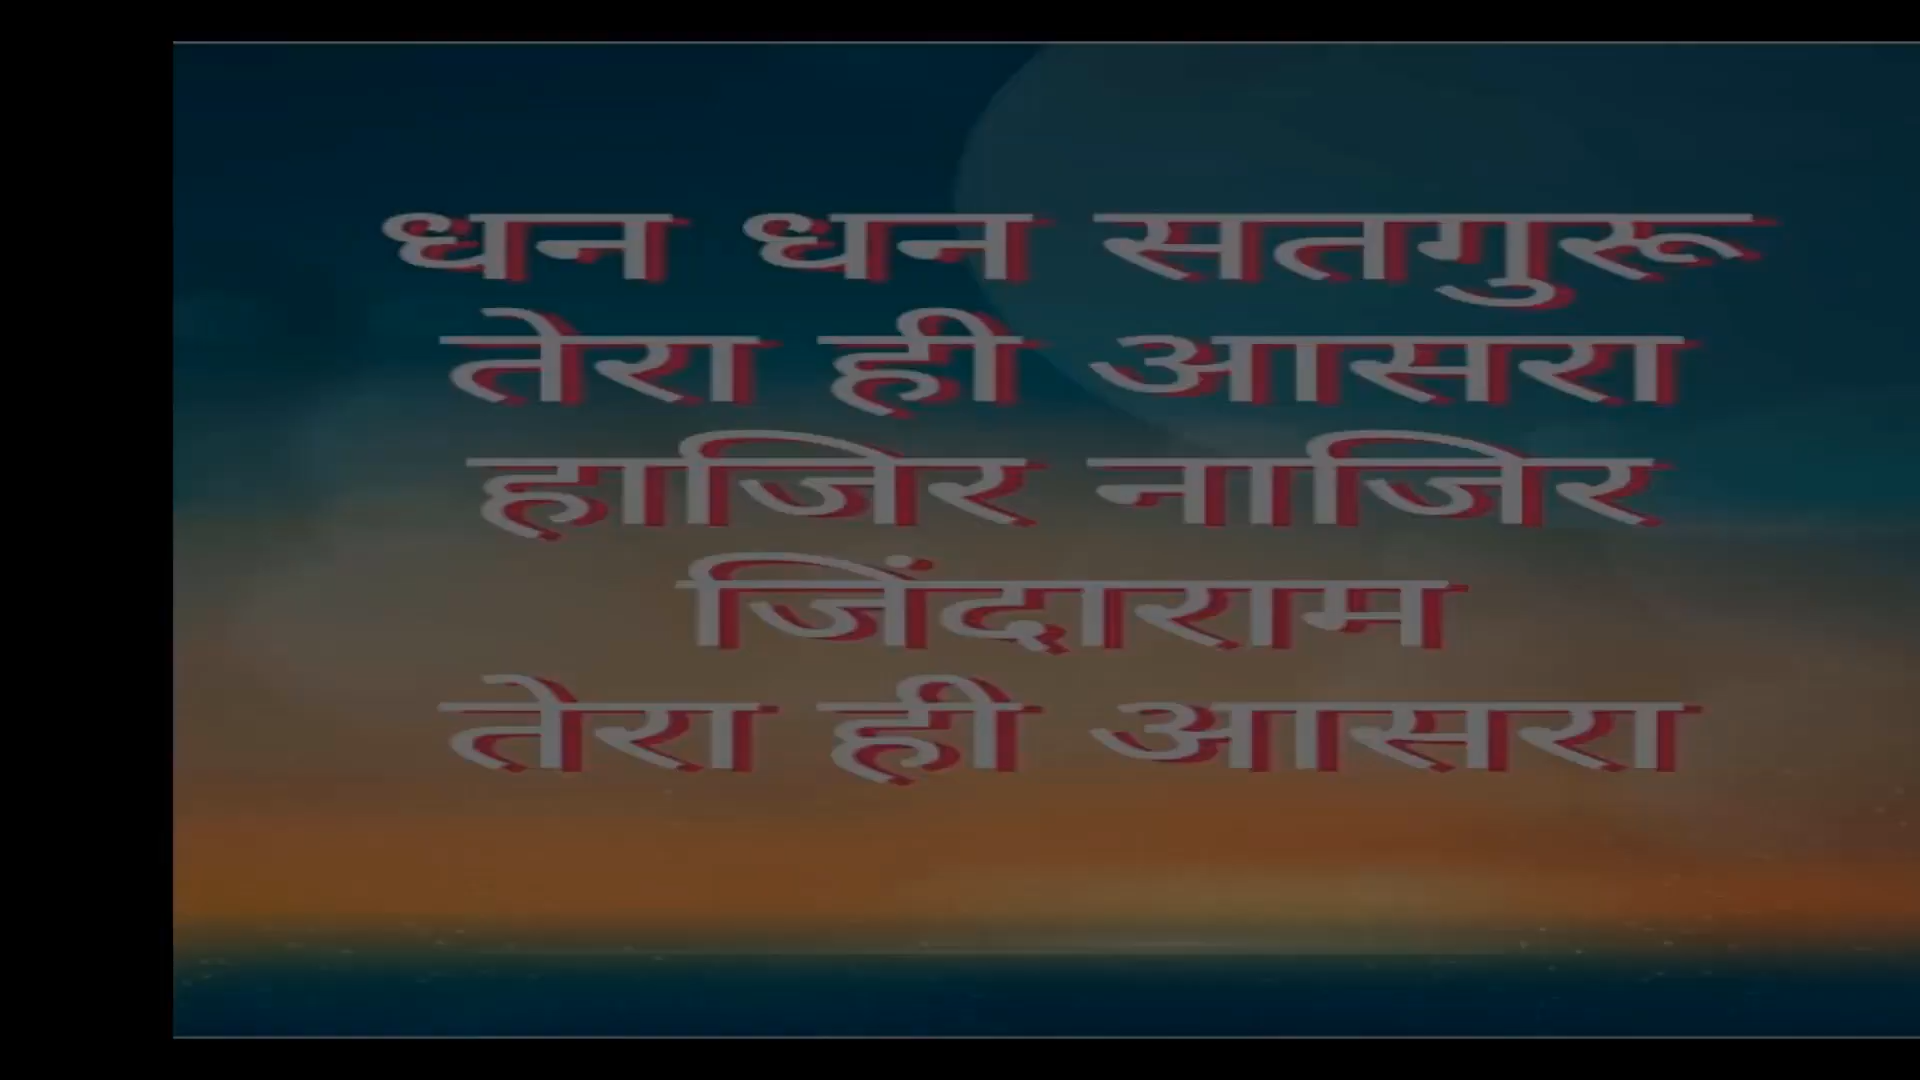 धन धन सतगुरू
तेरा ही आसरा
हाजिर नाजिर
जिंदाराम
तेरा ही आसरा